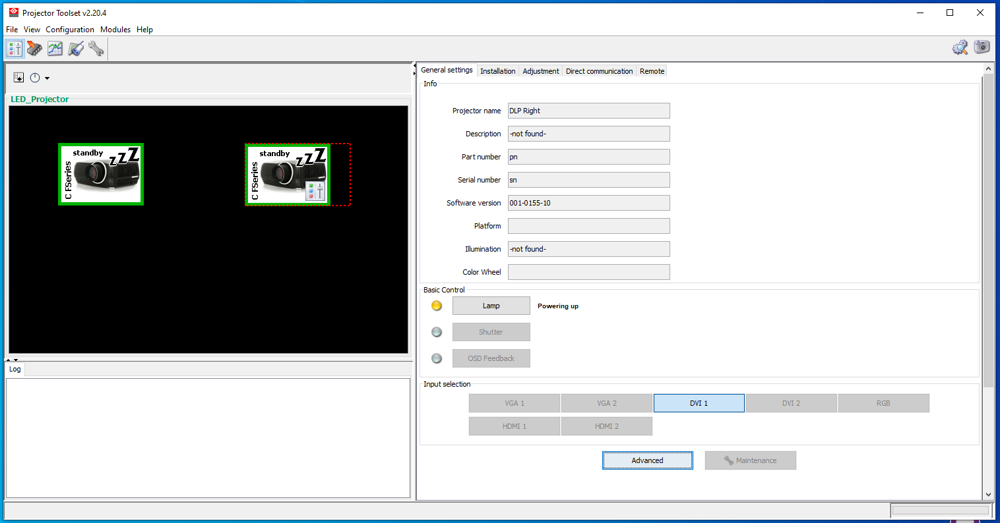 Projector Toolset v2.20.4
File View Configuration Modules Help
LED_Projector
standby
zzZ
C FSeries
standby
zzZ
C FSeries
Log
General settings Installation Adjustment Direct communication Remote
Info
Projector name DLP Right
Description -not found-
Part number pn
Serial number sn
Software version 001-0155-10
Platform
Illumination -not found-
Color Wheel
Basic Control
Lamp Powering up
Shutter
OSD Feedback
Input selection
VGA 1 VGA 2 DVI 1 DVI 2 RGB
HDMI 1 HDMI 2
Advanced Maintenance